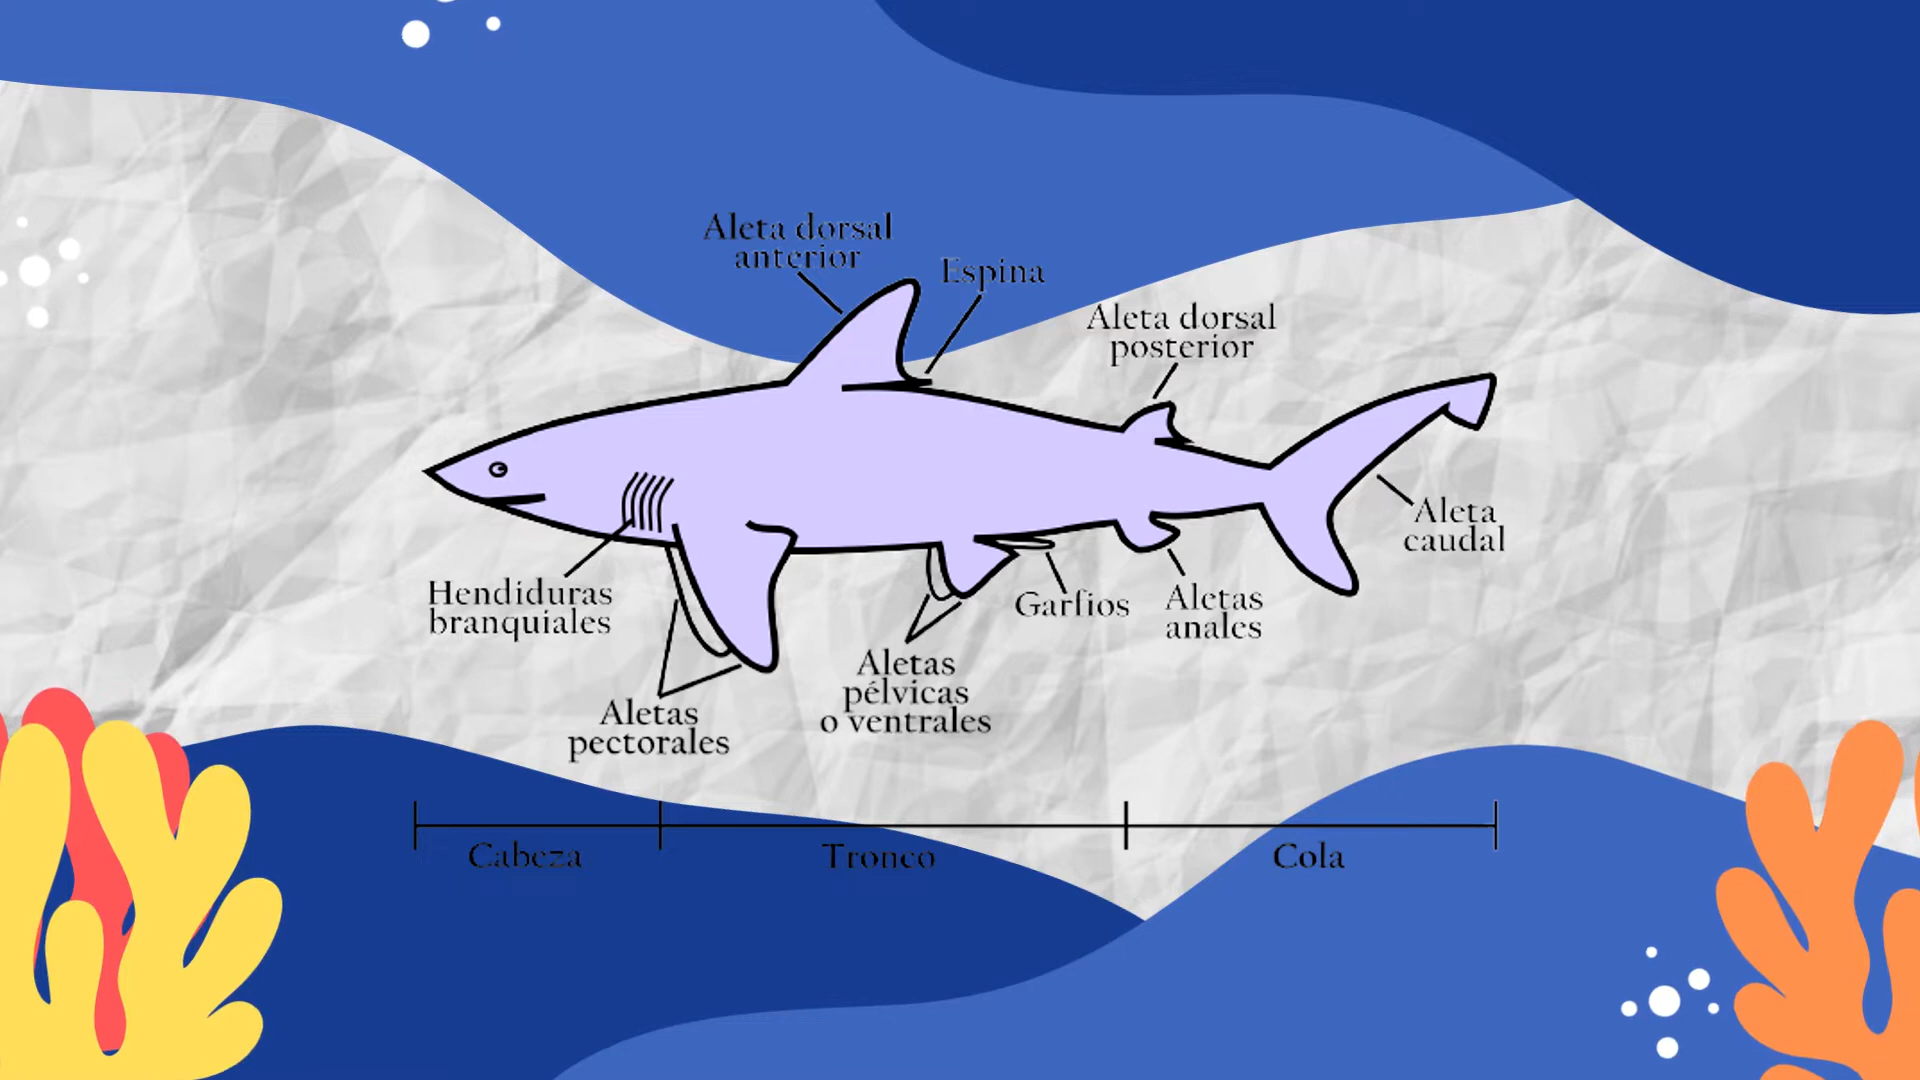 Aleta dorsal
anterior
Espina
Aleta dorsal
posterior
Aleta
caudal
Hendiduras
branquiales
Garfios
Aletas
anales
Aletas
pélvicas
o ventrales
Aletas
pectorales
Cabeza
Tronco
Cola